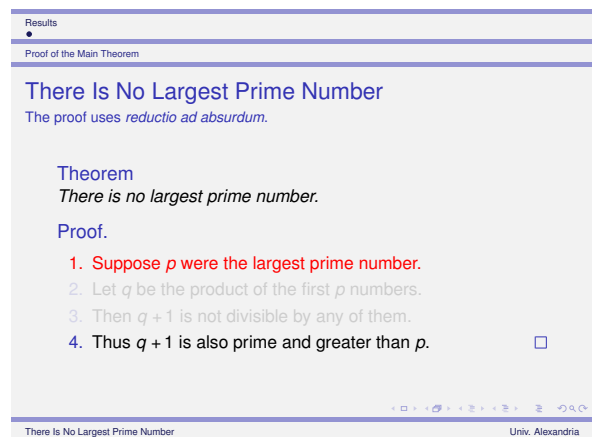 Results
Proof of the Main Theorem
There Is No Largest Prime Number
The proof uses reductio ad absurdum.
Theorem
There is no largest prime number.
Proof.
1. Suppose p were the largest prime number.
2. Let q be the product of the first p numbers.
3. Then q + 1 is not divisible by any of them.
4. Thus q + 1 is also prime and greater than p.
There Is No Largest Prime Number
Univ. Alexandria